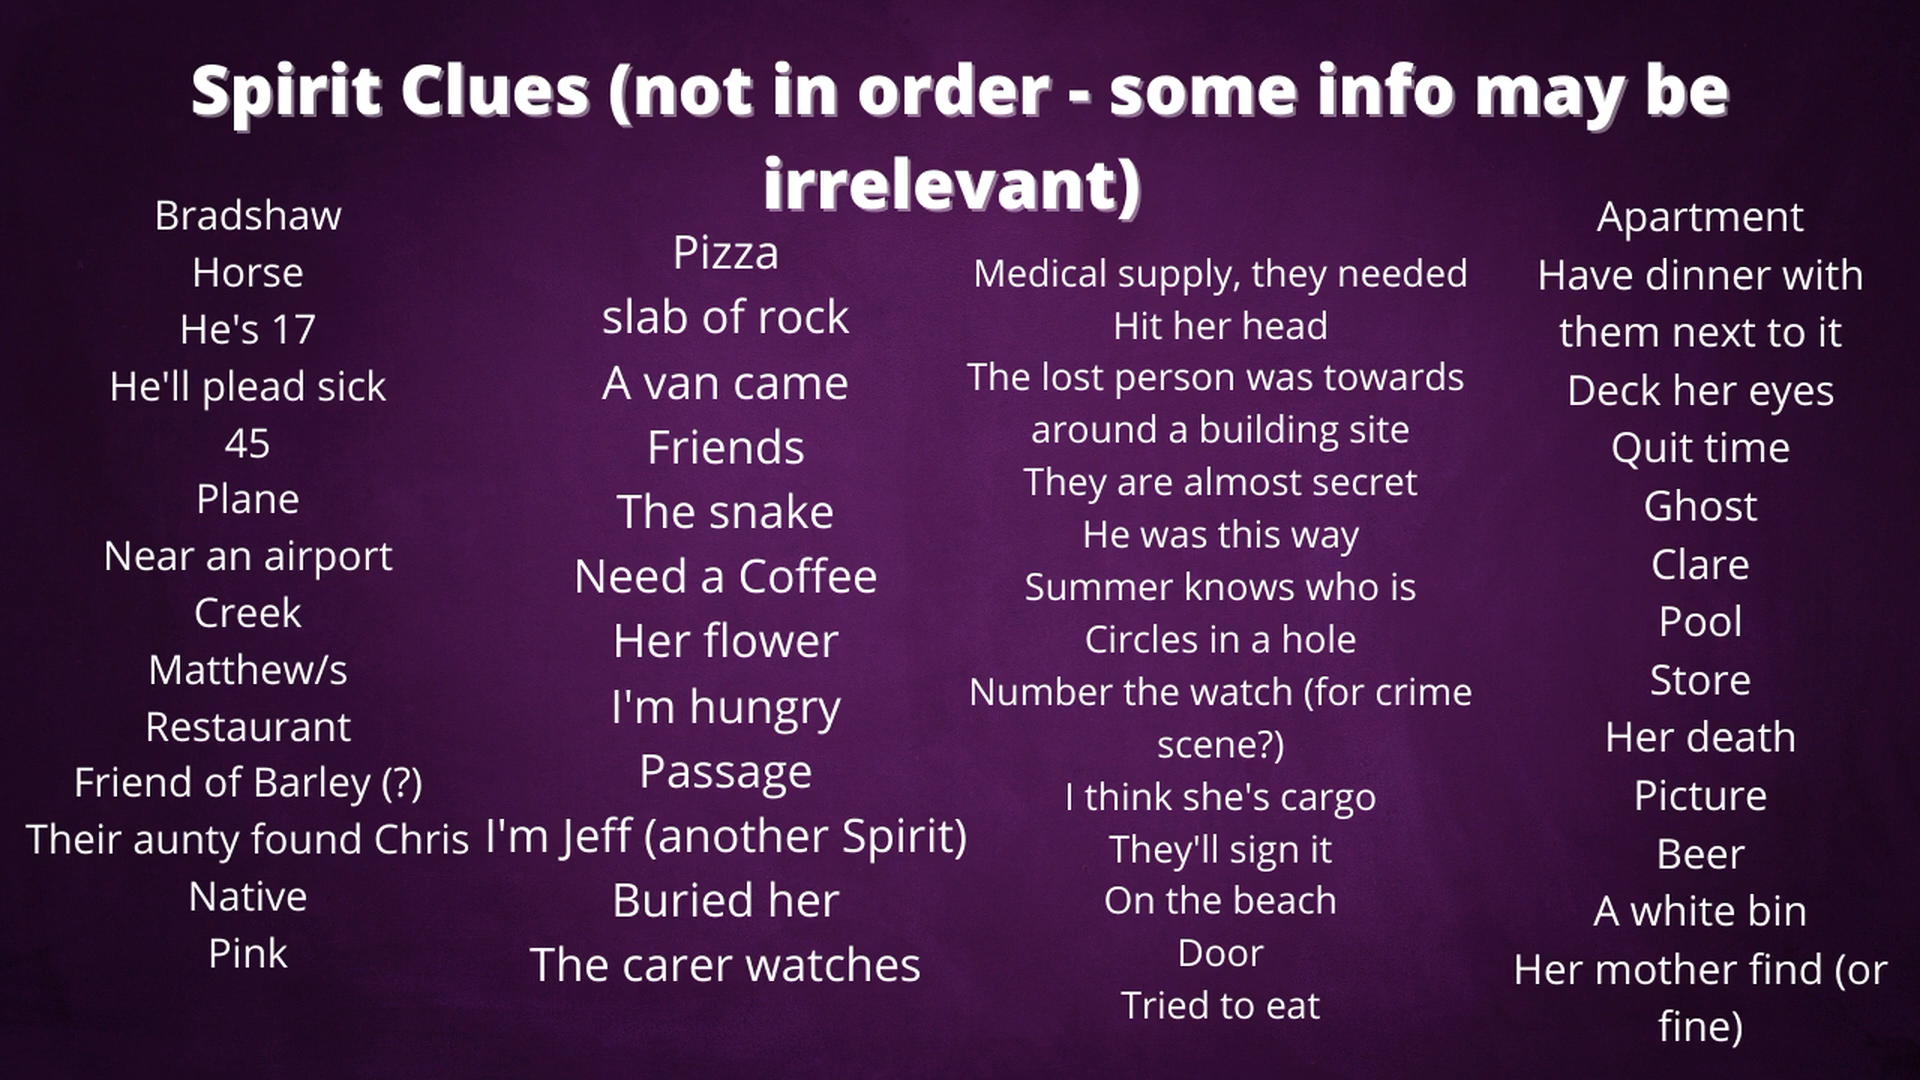 Spirit Clues (not in order - some info may be
irrelevant)
Bradshaw
Horse
He's 17
He'll plead sick
45
Plane
Near an airport
Creek
Matthew/s
Restaurant
Friend of Barley (?)
Their aunty found Chris
Native
Pink
Pizza
slab of rock
A van came
Friends
The snake
Need a Coffee
Her flower
I'm hungry
Passage
I'm Jeff (another Spirit)
Buried her
The carer watches
Medical supply, they needed
Hit her head
The lost person was towards
around a building site
They are almost secret
He was this way
Summer knows who is
Circles in a hole
Number the watch (for crime
scene?)
I think she's cargo
They'll sign it
On the beach
Door
Tried to eat
Apartment
Have dinner with
them next to it
Deck her eyes
Quit time
Ghost
Clare
Pool
Store
Her death
Picture
Beer
A white bin
Her mother find (or
fine)